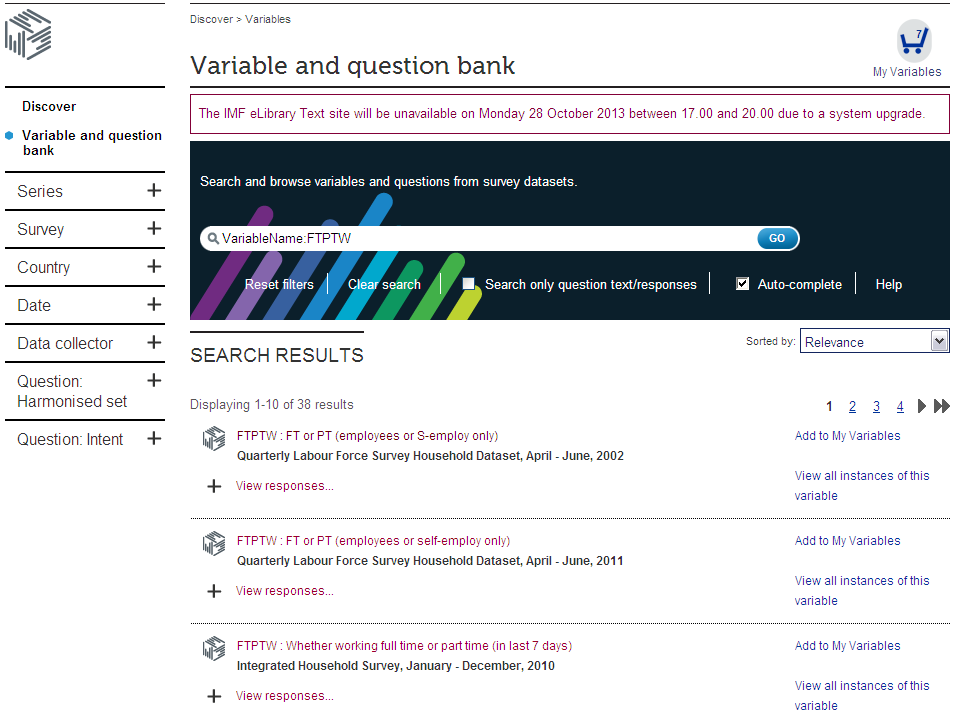 Discover > Variables
Variable and question bank
7
My Variables
Discover
Variable and question
bank
Series
Survey
Country
Date
Data collector
Question:
Harmonised set
Question: Intent
The IMF eLibrary Text site will be unavailable on Monday 28 October 2013 between 17.00 and 20.00 due to a system upgrade.
Search and browse variables and questions from survey datasets.
VariableName:FTPTW
GO
Reset filters
Clear search
Search only question text/responses
Auto-complete
Help
SEARCH RESULTS
Sorted by: Relevance
Displaying 1-10 of 38 results
1 2 3 4
FTPTW : FT or PT (employees or S-employ only)
Quarterly Labour Force Survey Household Dataset, April - June, 2002
View responses...
Add to My Variables
View all instances of this
variable
FTPTW : FT or PT (employees or self-employ only)
Quarterly Labour Force Survey Household Dataset, April - June, 2011
View responses...
Add to My Variables
View all instances of this
variable
FTPTW : Whether working full time or part time (in last 7 days)
Integrated Household Survey, January - December, 2010
View responses...
Add to My Variables
View all instances of this
variable